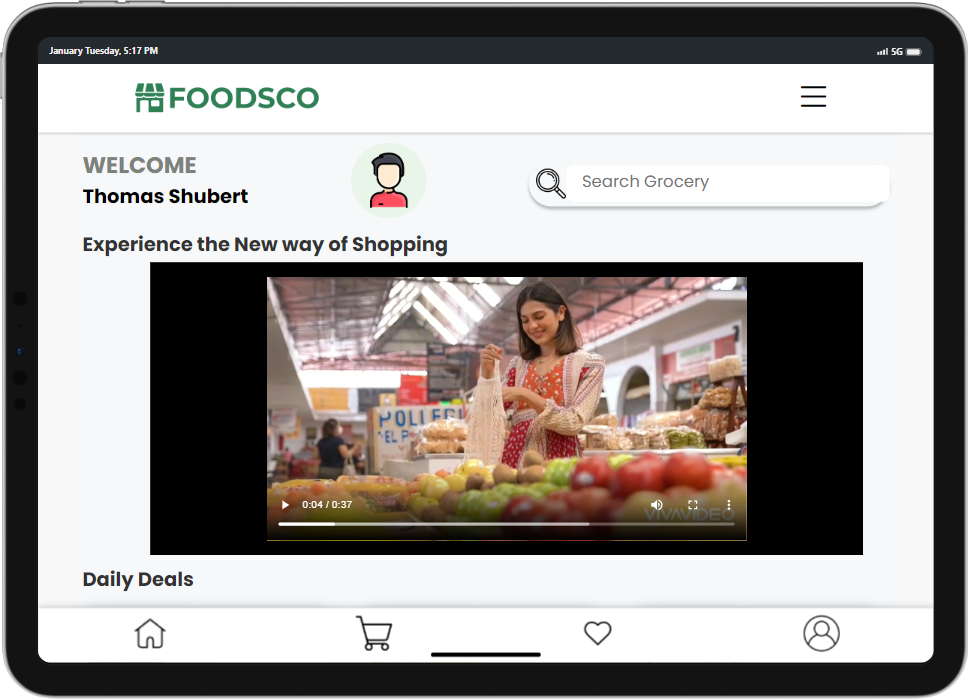 January Tuesday, 5:17 PM
5G
FOODSCO
WELCOME
Thomas Shubert
Search Grocery
Experience the New way of Shopping
POLLERI
EL P
0:04 / 0:37
VIVAVIDEO
Daily Deals